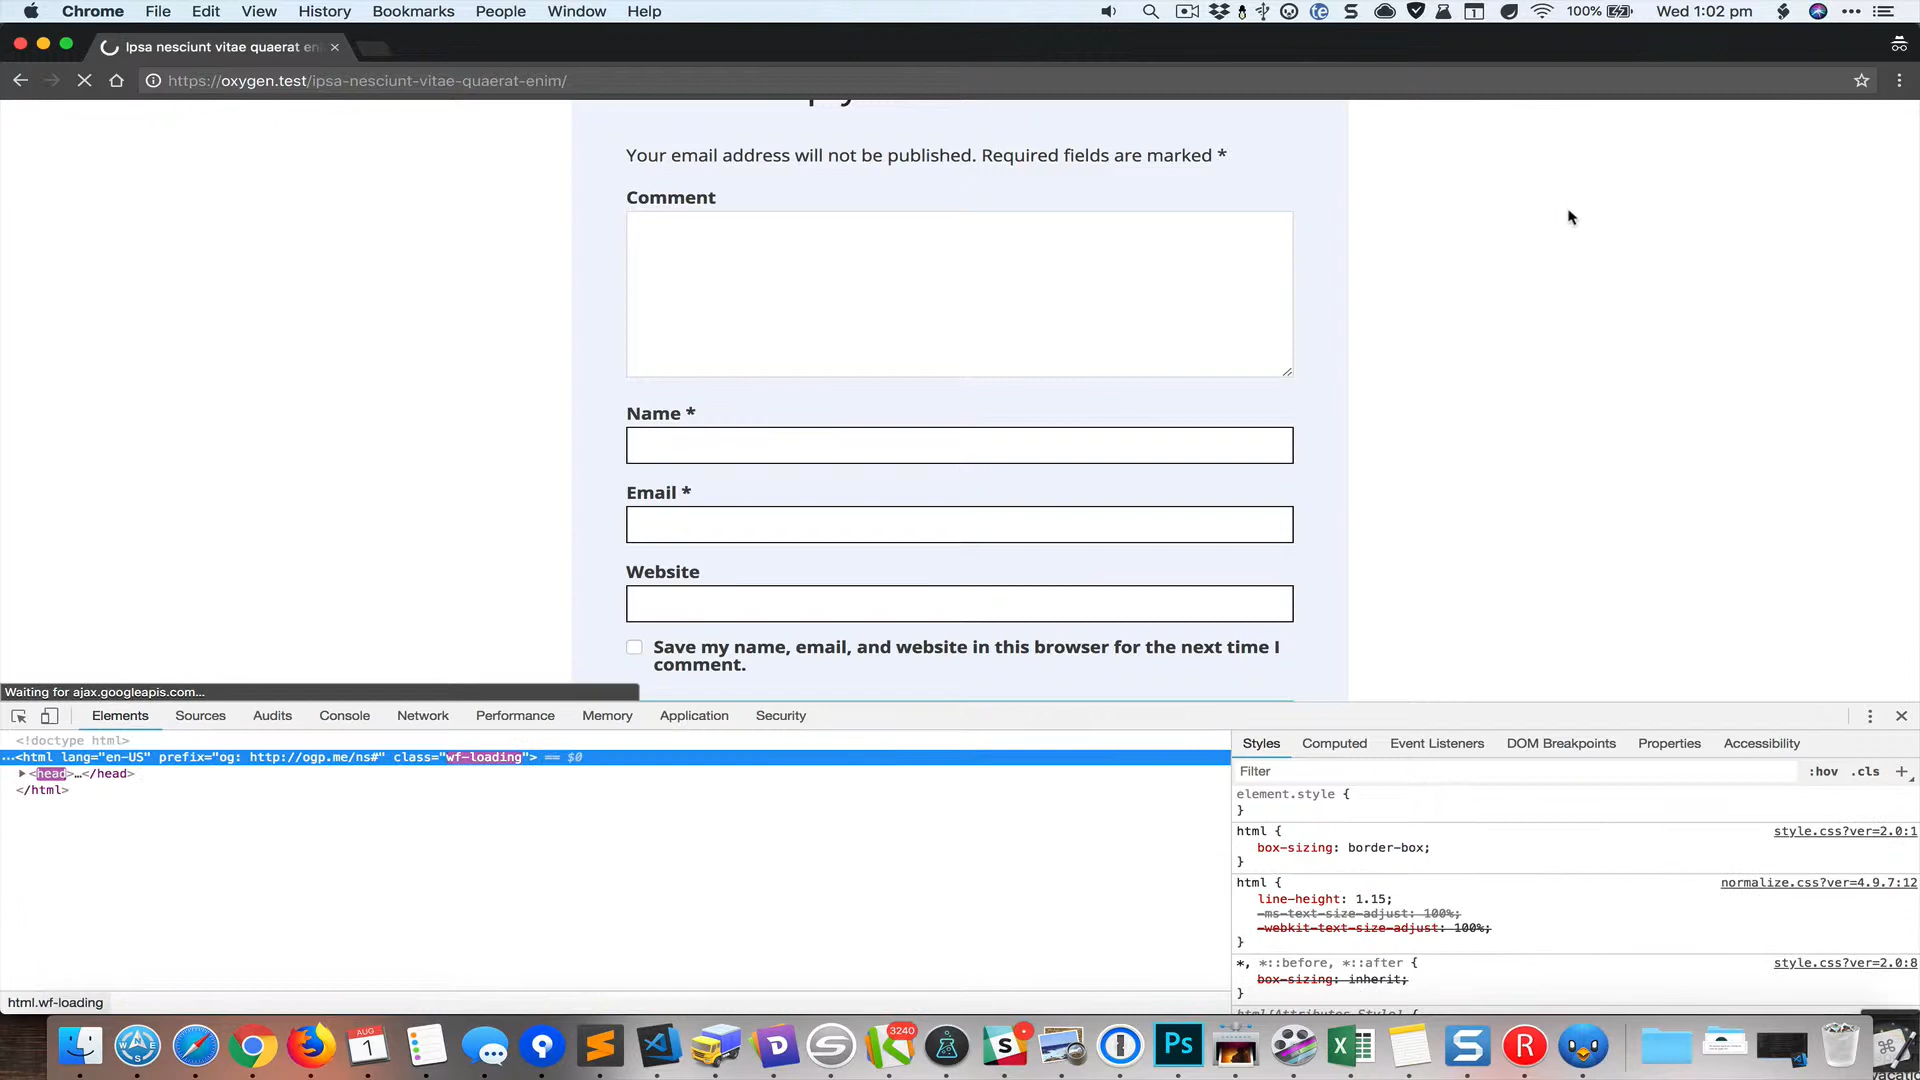 Chrome File Edit View History Bookmarks People Window Help 100% Wed 1:02 pm
Ipsa nesciunt vitae quaerat en
https://oxygen.test/ipsa-nesciunt-vitae-quaerat-enim/
Your email address will not be published. Required fields are marked *
Comment
Name *
Email *
Website
Save my name, email, and website in this browser for the next time I
comment.
Waiting for ajax.googleapis.com...
Elements Sources Audits Console Network Performance Memory Application Security
<!doctype html>
...<html lang="en-US" prefix="og: http://ogp.me/ns#" class="wf-loading"> == $0
<head>…</head>
</html>
html.wf-loading
Styles Computed Event Listeners DOM Breakpoints Properties Accessibility
Filter :hov .cls +
element.style {
}
html { style.css?ver=2.0:1
box-sizing: border-box;
}
html { normalize.css?ver=4.9.7:12
line-height: 1.15;
-ms-text-size-adjust: 100%;
-webkit-text-size-adjust: 100%;
}
*, *::before, *::after { style.css?ver=2.0:8
box-sizing: inherit;
}
html[Attributes Style] {
AUG
1
3240
Ps
R